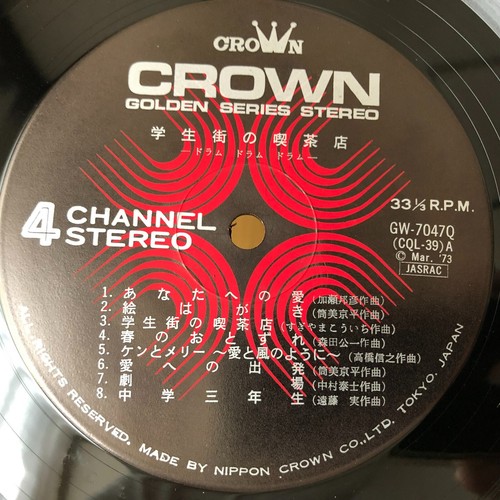 CROWN
CROWN
GOLDEN SERIES STEREO
学生街の喫茶店
—ドラム ドラム ドラム—
4 CHANNEL STEREO
33 1/3 R.P.M.
GW-7047Q
(CQL-39)A
Ⓒ Mar. '73
JASRAC
1. あなたへの愛(加瀬邦彦作曲)
2. 絵はがき(筒美京平作曲)
3. 学生街の喫茶店(すぎやまこういち作曲)
4. 春のおとずれ(森田公一作曲)
5. ケンとメリー〜愛と風のように〜(高橋信之作曲)
6. 愛への出発(筒美京平作曲)
7. 劇場(中村泰士作曲)
8. 中学三年生(遠藤 実作曲)
ALL RIGHTS RESERVED. MADE BY NIPPON CROWN CO.,LTD. TOKYO. JAPAN